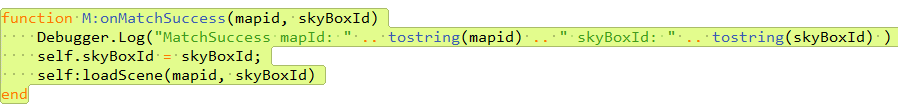 function M:onMatchSuccess(mapid, skyBoxId)
    Debugger.Log("MatchSuccess mapId: " .. tostring(mapid) .. " skyBoxId: " .. tostring(skyBoxId) )
    self.skyBoxId = skyBoxId;
    self:loadScene(mapid, skyBoxId)
end